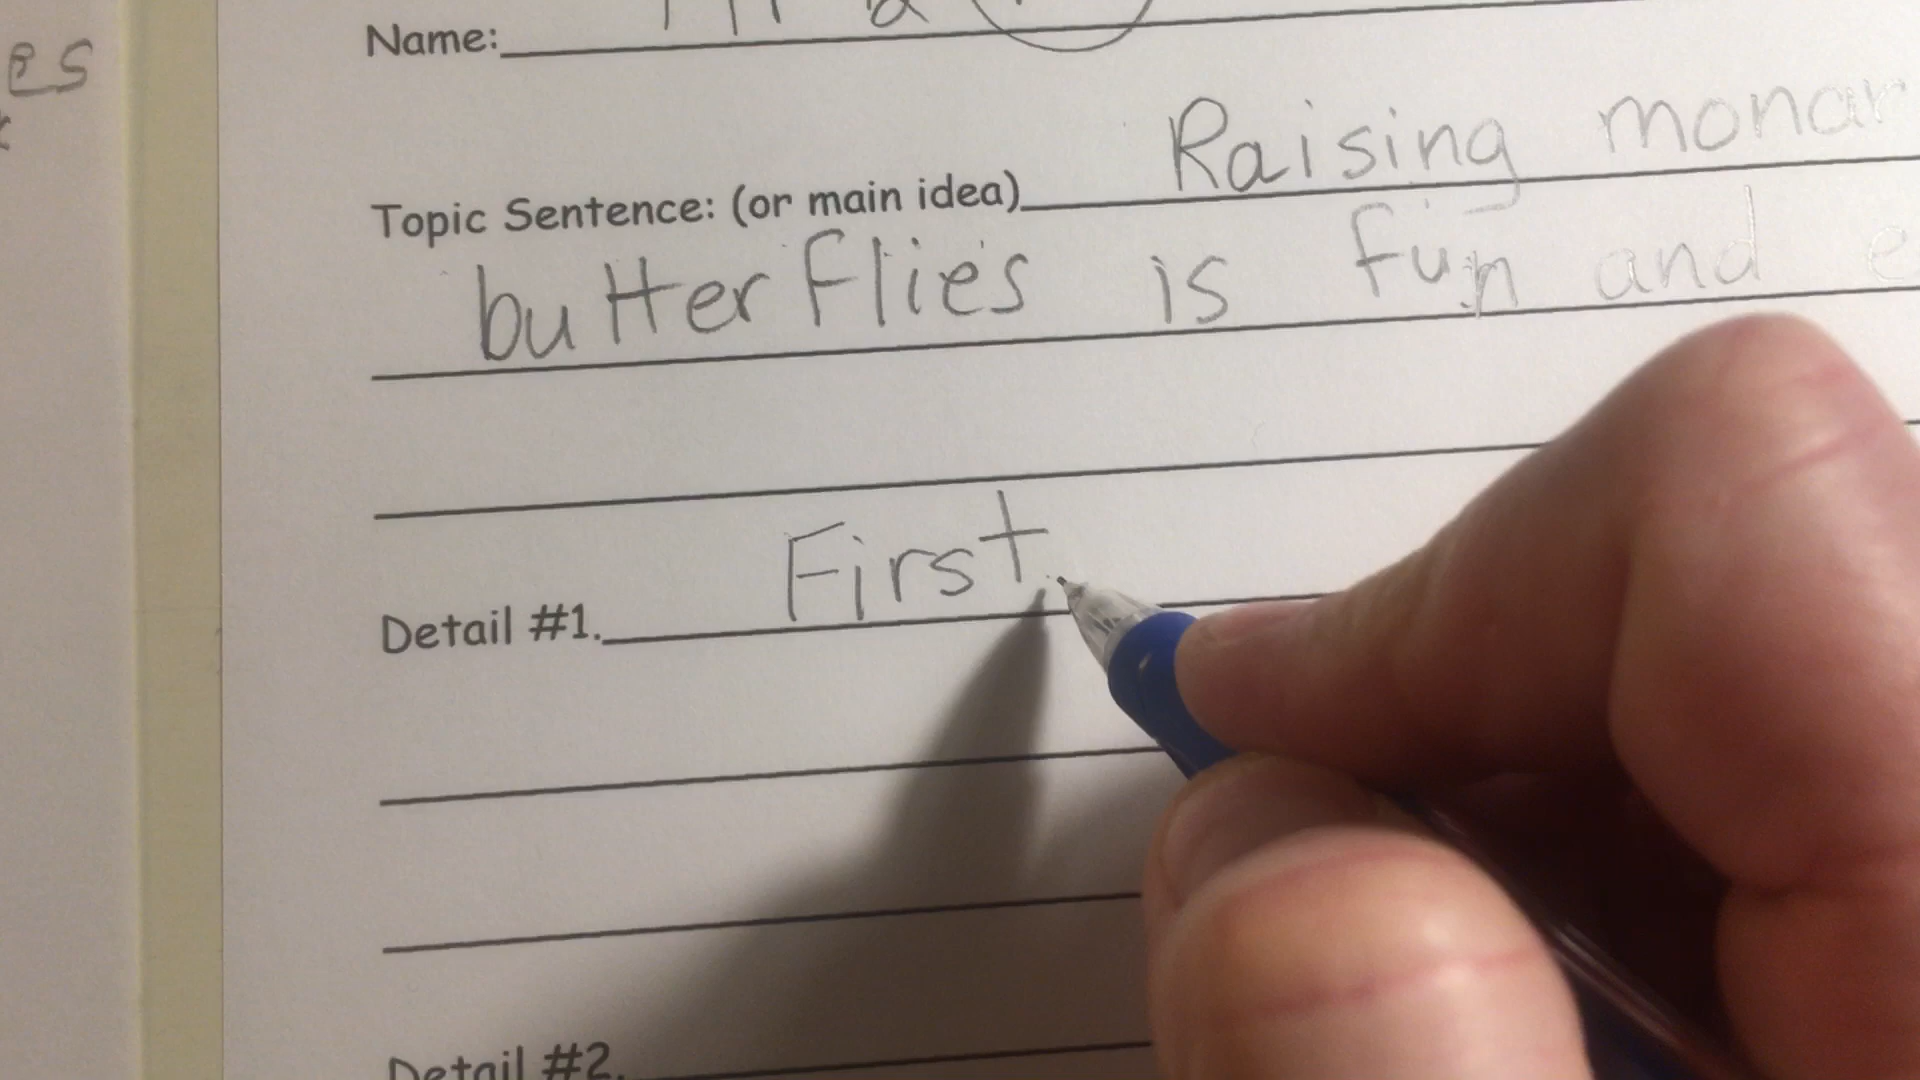 es
Name:
Raising monar
Topic Sentence: (or main idea)
butterflies is fun and e
First
Detail #1.
Detail #2.